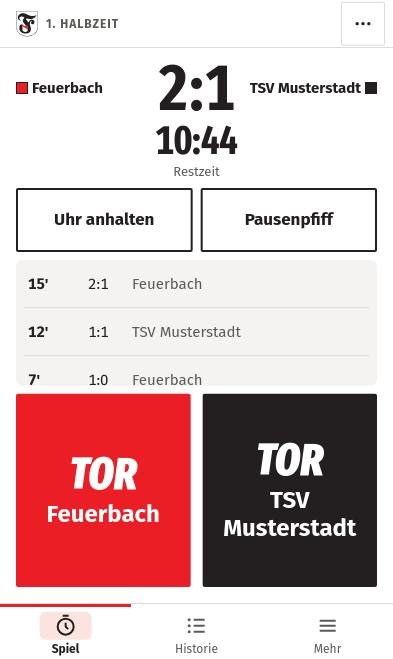 1. HALBZEIT
Feuerbach 2:1 TSV Musterstadt
10:44
Restzeit
Uhr anhalten Pausenpfiff
15' 2:1 Feuerbach
12' 1:1 TSV Musterstadt
7' 1:0 Feuerbach
TOR
Feuerbach
TOR
TSV
Musterstadt
Spiel Historie Mehr